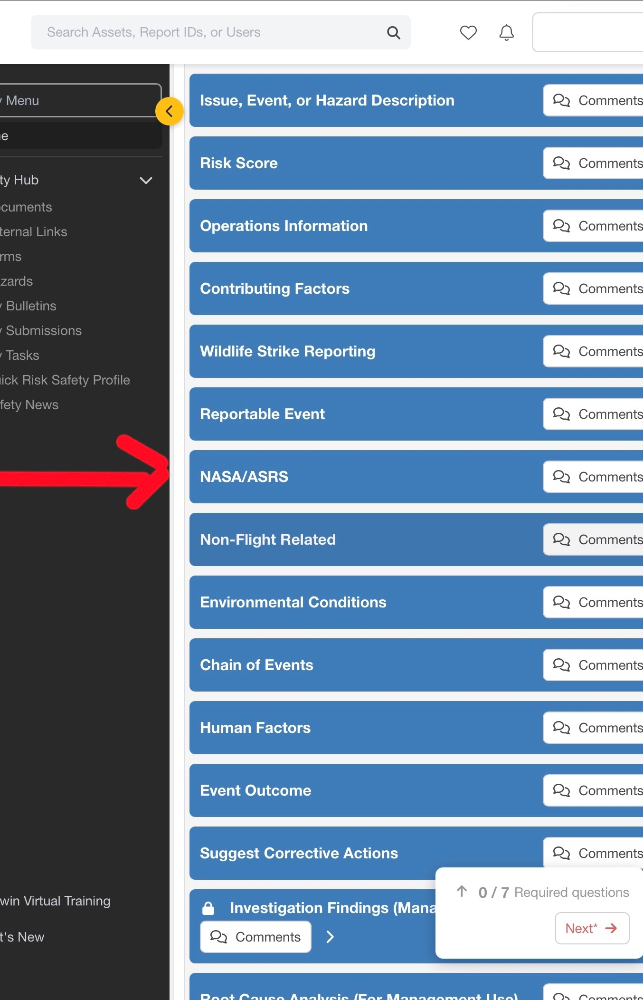 Search Assets, Report IDs, or Users
Menu
ty Hub
cuments
ternal Links
rms
zards
Bulletins
Submissions
Tasks
ick Risk Safety Profile
fety News
win Virtual Training
t's New
Issue, Event, or Hazard Description
Comments
Risk Score
Comments
Operations Information
Comments
Contributing Factors
Comments
Wildlife Strike Reporting
Comments
Reportable Event
Comments
NASA/ASRS
Comments
Non-Flight Related
Comments
Environmental Conditions
Comments
Chain of Events
Comments
Human Factors
Comments
Event Outcome
Comments
Suggest Corrective Actions
Comments
Investigation Findings (Mana
Comments
0 / 7 Required questions
Next*
Root Cause Analysis (For Management Use)
Comments